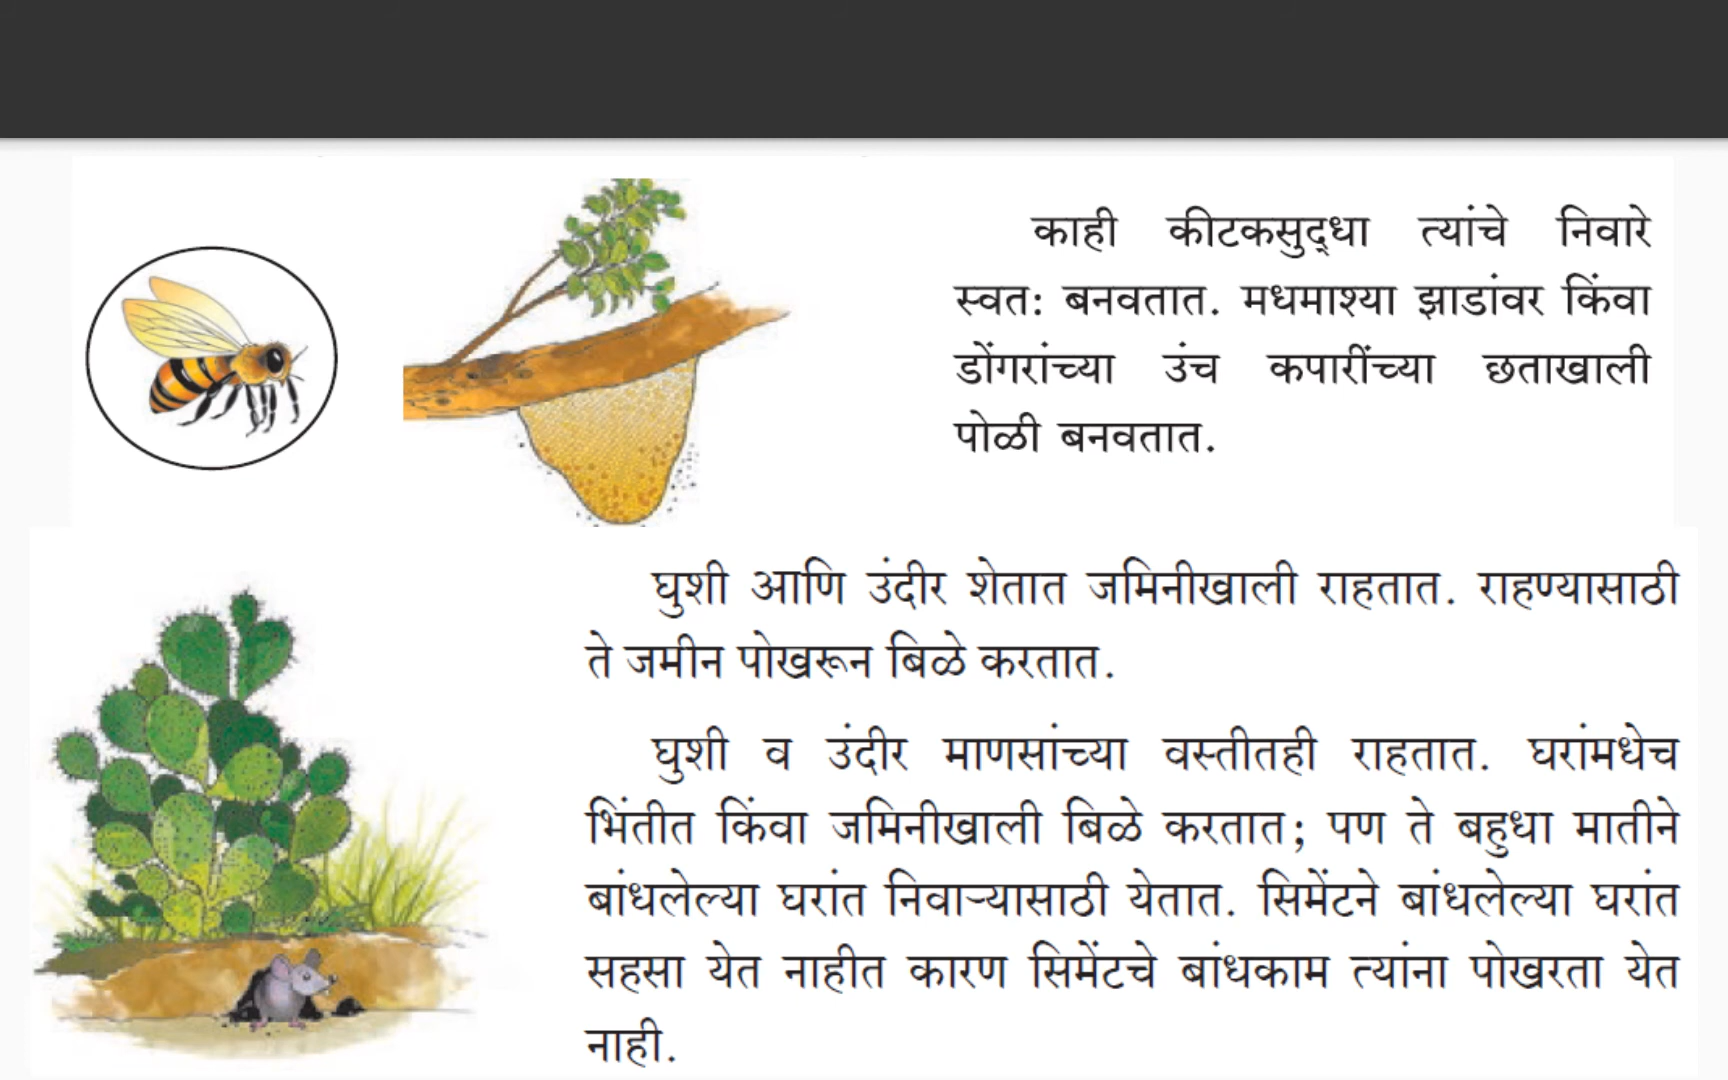 काही कीटकसुद्‌धा त्यांचे निवारे
स्वत: बनवतात. मधमाश्या झाडांवर किंवा
डोंगरांच्या उंच कपारींच्या छताखाली
पोळी बनवतात.
घुशी आणि उंदीर शेतात जमिनीखाली राहतात. राहण्यासाठी
ते जमीन पोखरून बिळे करतात.
घुशी व उंदीर माणसांच्या वस्तीतही राहतात. घरांमधेच
भिंतीत किंवा जमिनीखाली बिळे करतात; पण ते बहुधा मातीने
बांधलेल्या घरांत निवाऱ्यासाठी येतात. सिमेंटने बांधलेल्या घरांत
सहसा येत नाहीत कारण सिमेंटचे बांधकाम त्यांना पोखरता येत
नाही.